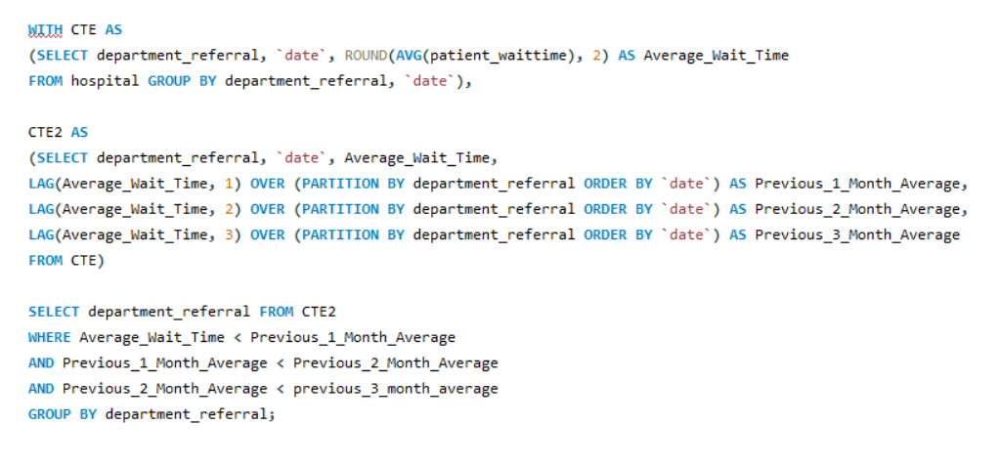 WITH CTE AS
(SELECT department_referral, `date`, ROUND(AVG(patient_waittime), 2) AS Average_Wait_Time
FROM hospital GROUP BY department_referral, `date`),
CTE2 AS
(SELECT department_referral, `date`, Average_Wait_Time,
LAG(Average_Wait_Time, 1) OVER (PARTITION BY department_referral ORDER BY `date`) AS Previous_1_Month_Average,
LAG(Average_Wait_Time, 2) OVER (PARTITION BY department_referral ORDER BY `date`) AS Previous_2_Month_Average,
LAG(Average_Wait_Time, 3) OVER (PARTITION BY department_referral ORDER BY `date`) AS Previous_3_Month_Average
FROM CTE)
SELECT department_referral FROM CTE2
WHERE Average_Wait_Time < Previous_1_Month_Average
AND Previous_1_Month_Average < Previous_2_Month_Average
AND Previous_2_Month_Average < previous_3_month_average
GROUP BY department_referral;